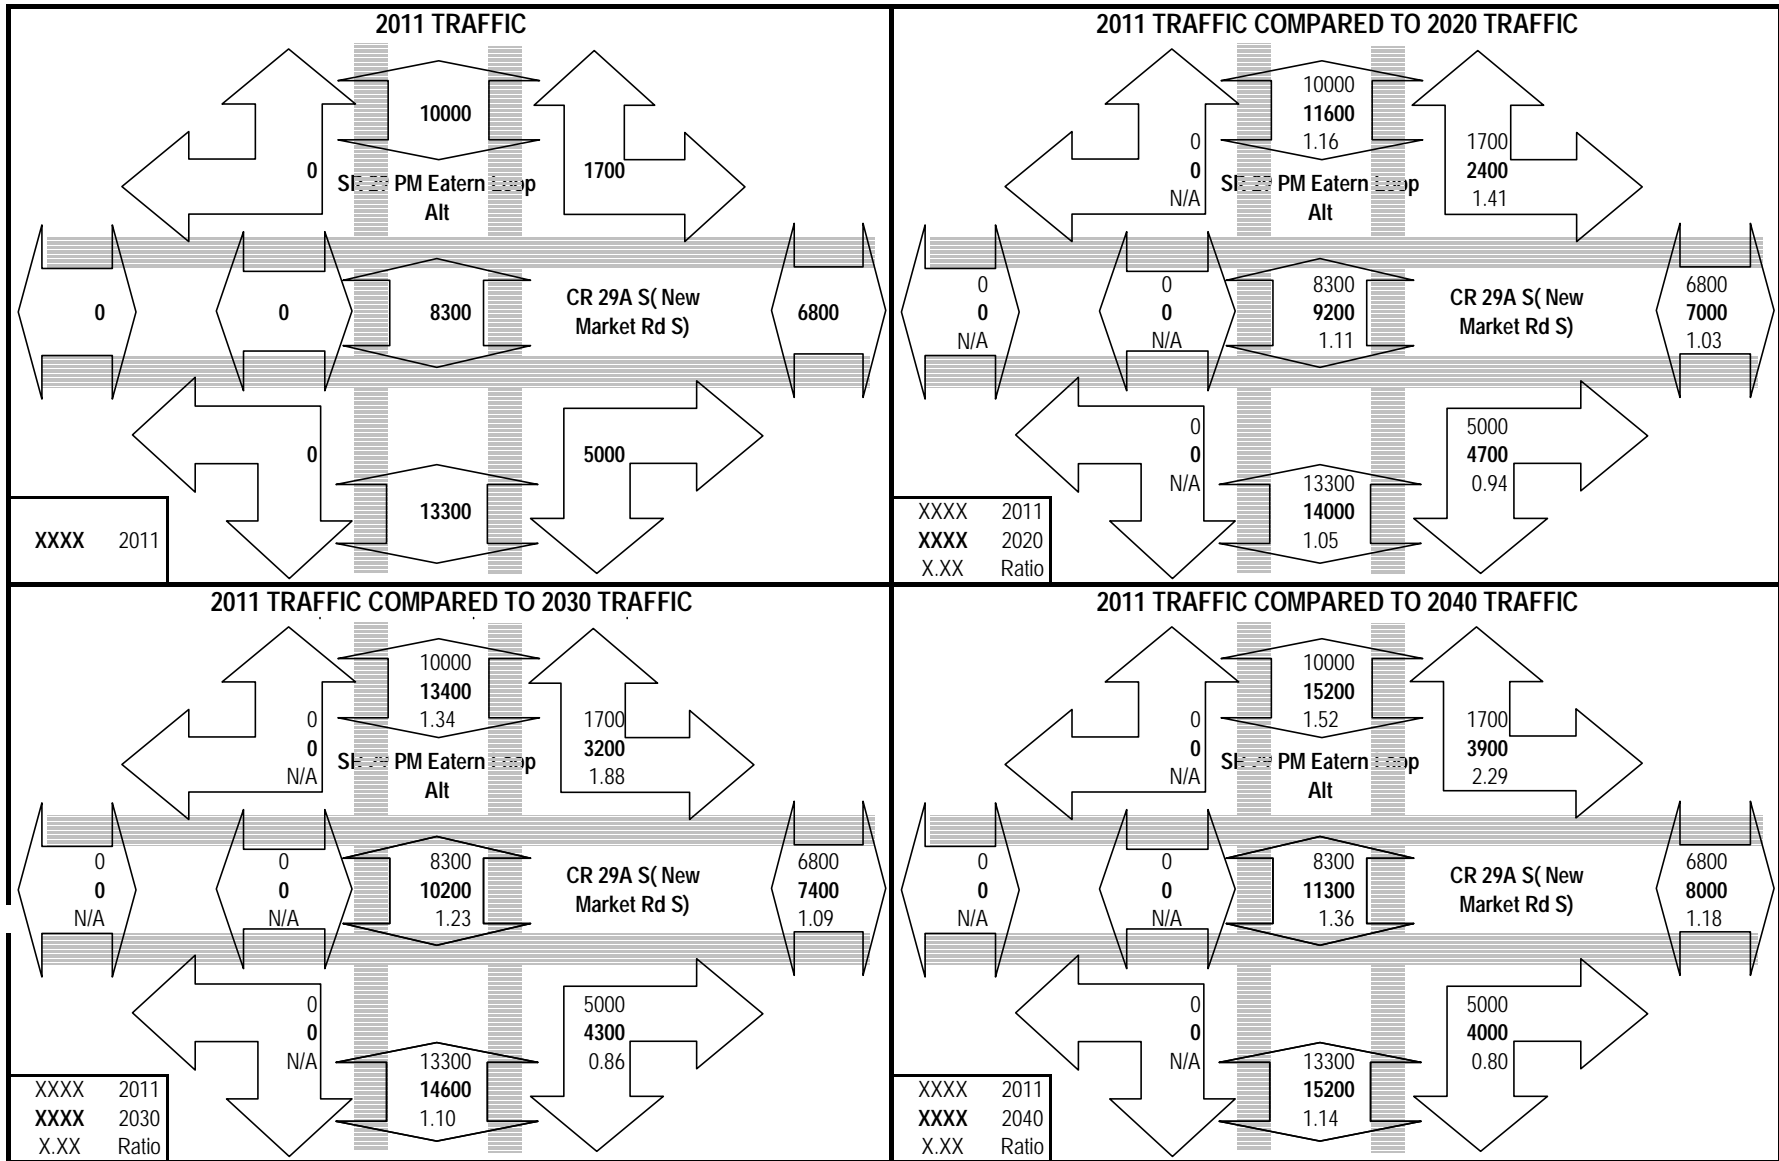 2011 TRAFFIC
10000
0
1700
PM Eatern
Alt
0
0
8300
CR 29A S( New
Market Rd S)
6800
0
5000
13300
XXXX 2011
2011 TRAFFIC COMPARED TO 2020 TRAFFIC
10000
11600
1.16
0
0
N/A
1700
2400
1.41
PM Eatern
Alt
0
0
N/A
0
0
N/A
8300
9200
1.11
CR 29A S( New
Market Rd S)
6800
7000
1.03
0
0
N/A
5000
4700
0.94
13300
14000
1.05
XXXX 2011
XXXX 2020
X.XX Ratio
2011 TRAFFIC COMPARED TO 2030 TRAFFIC
10000
13400
1.34
0
0
N/A
1700
3200
1.88
PM Eatern
Alt
0
0
N/A
0
0
N/A
8300
10200
1.23
CR 29A S( New
Market Rd S)
6800
7400
1.09
0
0
N/A
5000
4300
0.86
13300
14600
1.10
XXXX 2011
XXXX 2030
X.XX Ratio
2011 TRAFFIC COMPARED TO 2040 TRAFFIC
10000
15200
1.52
0
0
N/A
1700
3900
2.29
PM Eatern
Alt
0
0
N/A
0
0
N/A
8300
11300
1.36
CR 29A S( New
Market Rd S)
6800
8000
1.18
0
0
N/A
5000
4000
0.80
13300
15200
1.14
XXXX 2011
XXXX 2040
X.XX Ratio